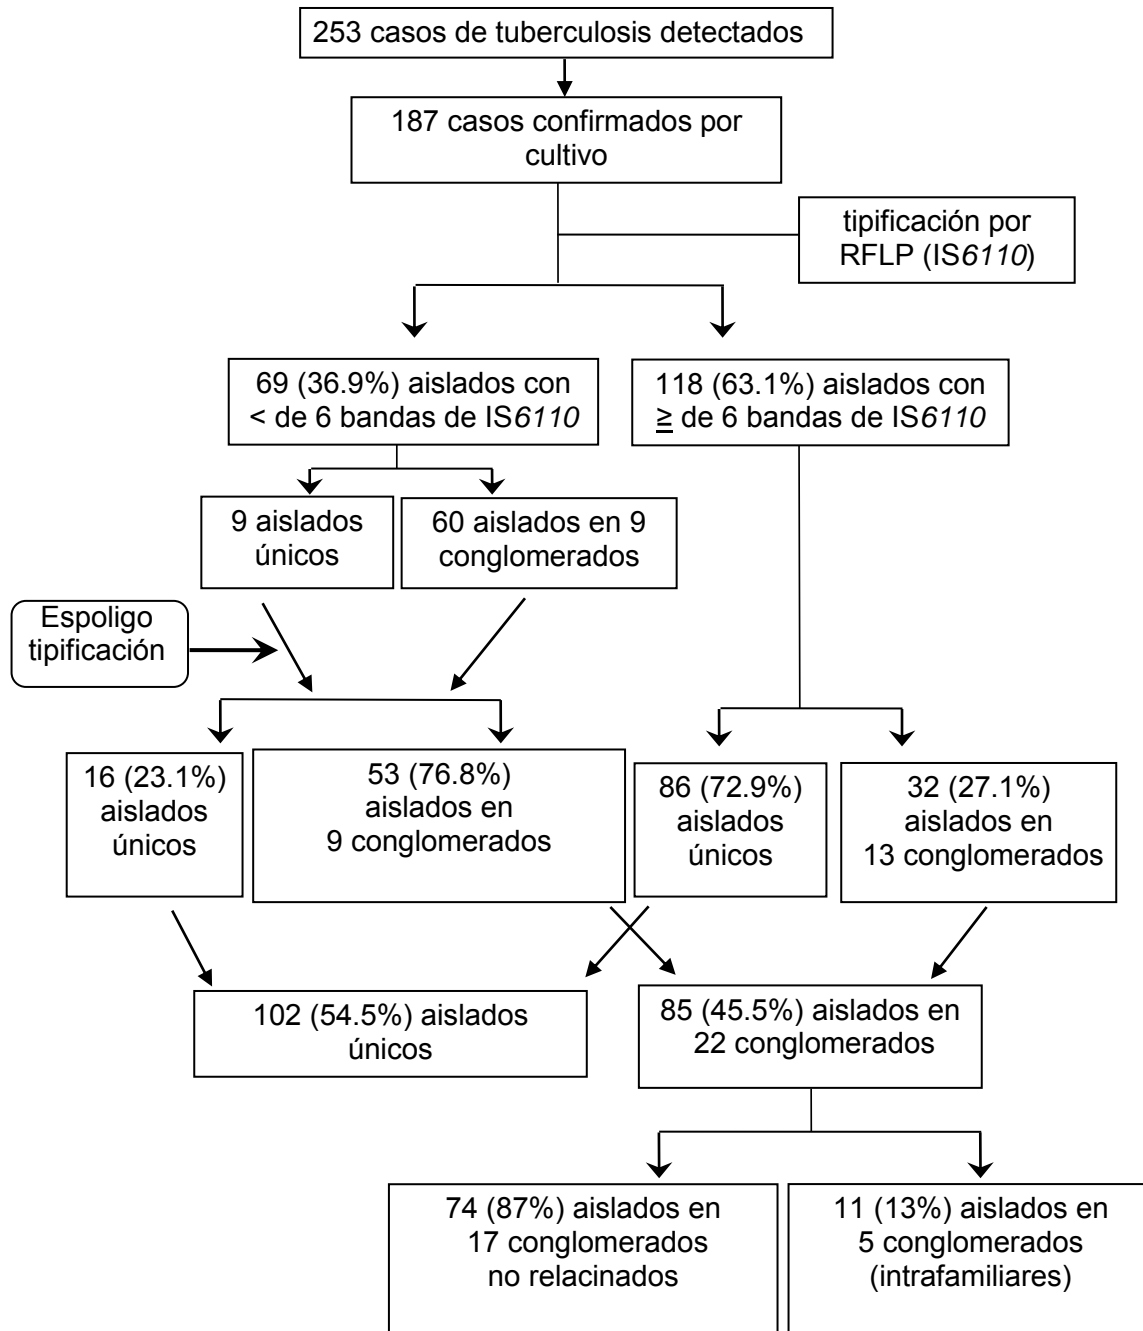 253 casos de tuberculosis detectados
187 casos confirmados por
cultivo
tipificación por
RFLP (IS6110)
69 (36.9%) aislados con
< de 6 bandas de IS6110
118 (63.1%) aislados con
≥ de 6 bandas de IS6110
9 aislados
únicos
60 aislados en 9
conglomerados
Espoligo
tipificación
16 (23.1%)
aislados
únicos
53 (76.8%)
aislados en
9 conglomerados
86 (72.9%)
aislados
únicos
32 (27.1%)
aislados en
13 conglomerados
102 (54.5%) aislados
únicos
85 (45.5%) aislados en
22 conglomerados
74 (87%) aislados en
17 conglomerados
no relacinados
11 (13%) aislados en
5 conglomerados
(intrafamiliares)